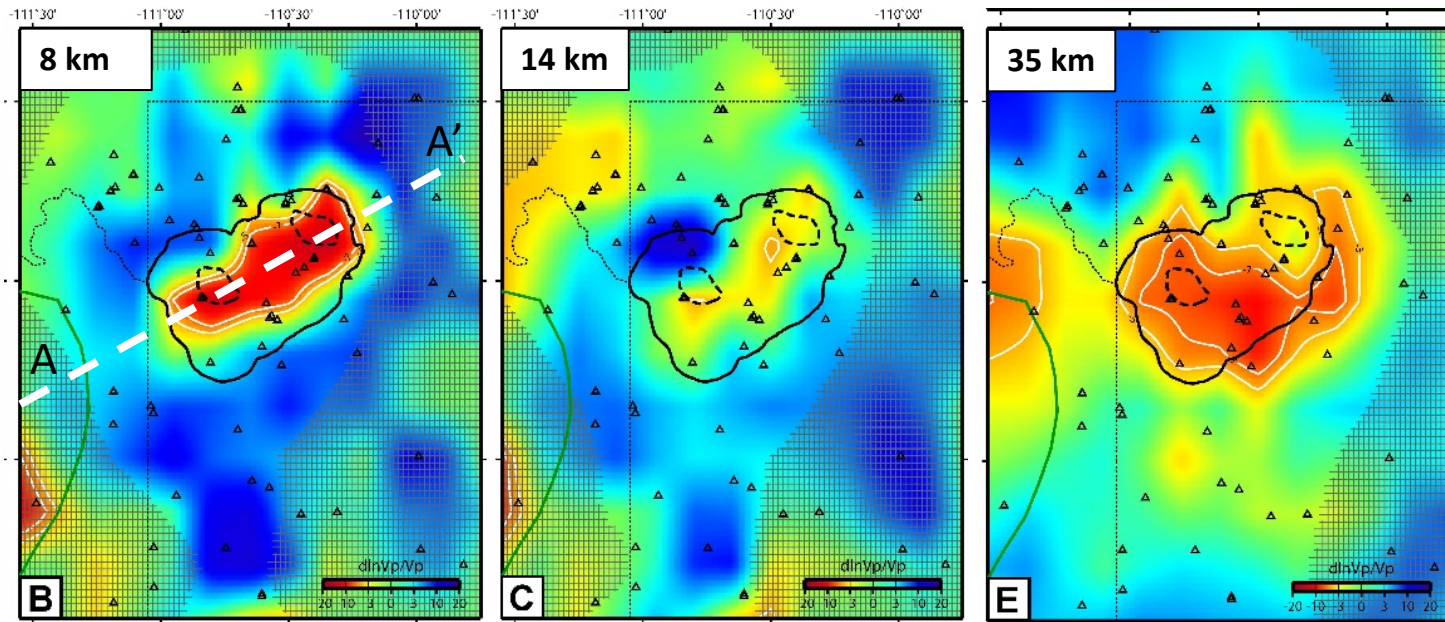 -111°30' -111°00' -110°30' -110°00'
-111°30' -111°00' -110°30' -110°00'
8 km
14 km
35 km
A'
A
-7
dlnVp/Vp
dlnVp/Vp
dlnVp/Vp
20 -10 3 0 3 10 20
20 -10 3 0 3 10 20
-20 -10 3 0 3 10 20
B
C
E